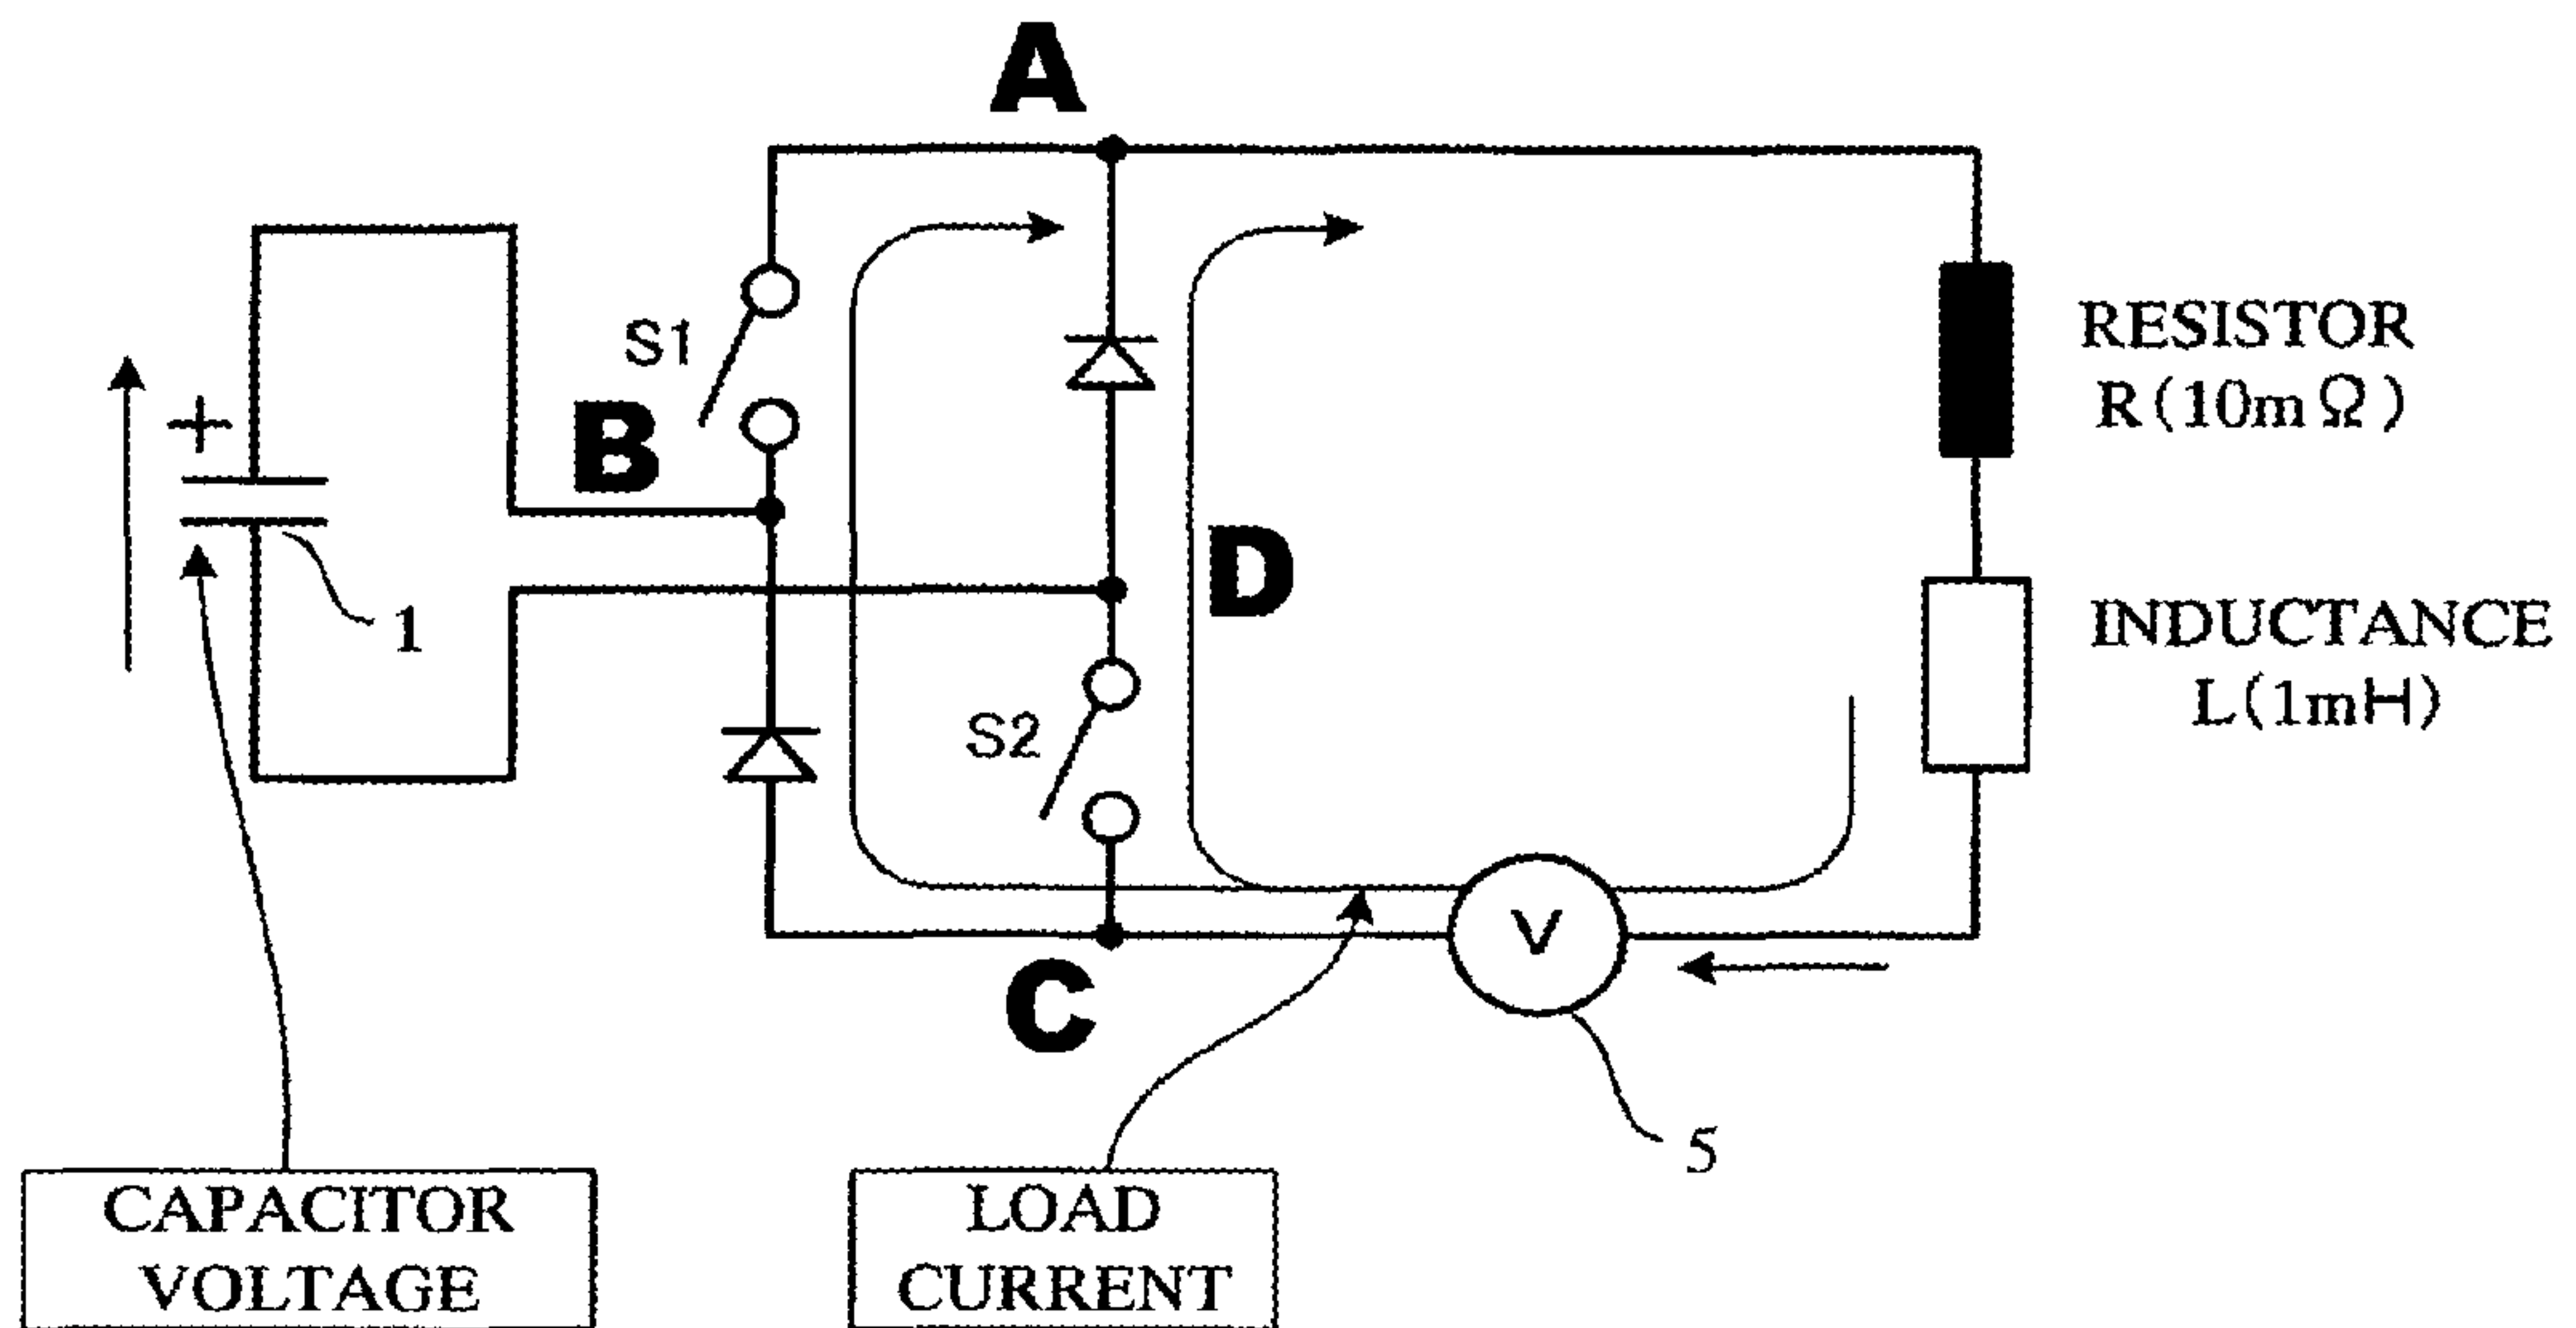 A
S1
B
+
RESISTOR
R(10mΩ)
D
1
INDUCTANCE
L(1mH)
S2
V
C
5
CAPACITOR
VOLTAGE
LOAD
CURRENT